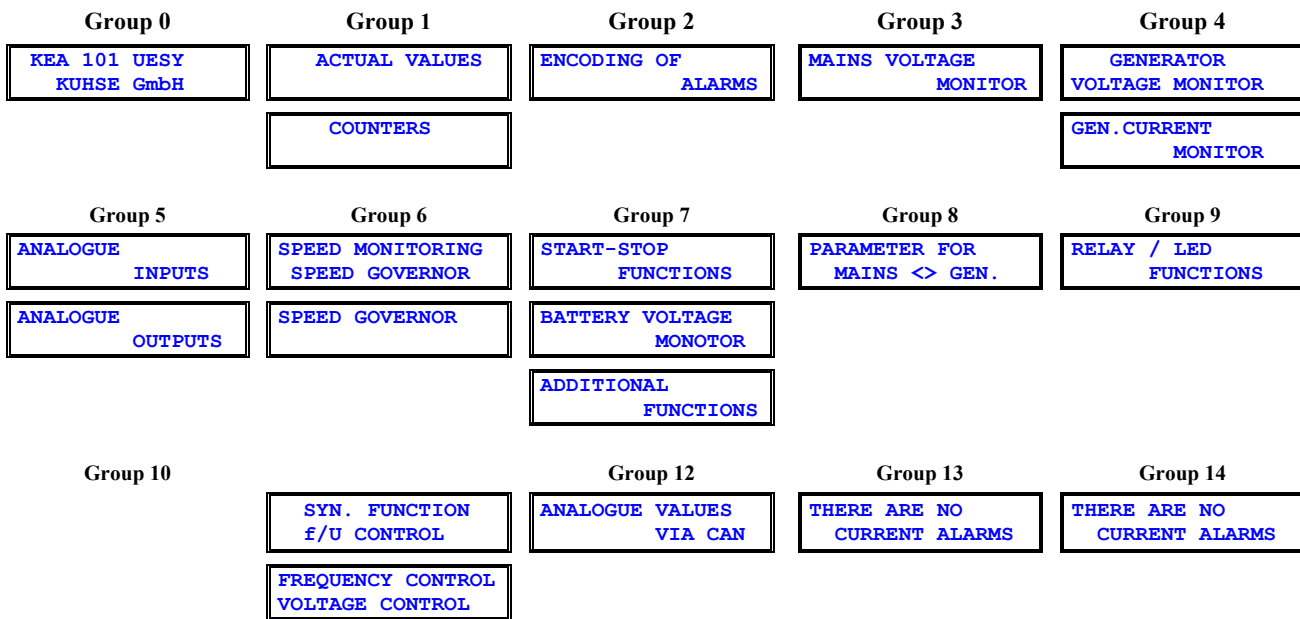 Group 0
Group 1
Group 2
Group 3
Group 4
KEA 101 UESY
KUHSE GmbH
ACTUAL VALUES
ENCODING OF
ALARMS
MAINS VOLTAGE
MONITOR
GENERATOR
VOLTAGE MONITOR
COUNTERS
GEN.CURRENT
MONITOR
Group 5
Group 6
Group 7
Group 8
Group 9
ANALOGUE
INPUTS
SPEED MONITORING
SPEED GOVERNOR
START-STOP
FUNCTIONS
PARAMETER FOR
MAINS <> GEN.
RELAY / LED
FUNCTIONS
ANALOGUE
OUTPUTS
SPEED GOVERNOR
BATTERY VOLTAGE
MONOTOR
ADDITIONAL
FUNCTIONS
Group 10
Group 12
Group 13
Group 14
SYN. FUNCTION
f/U CONTROL
ANALOGUE VALUES
VIA CAN
THERE ARE NO
CURRENT ALARMS
THERE ARE NO
CURRENT ALARMS
FREQUENCY CONTROL
VOLTAGE CONTROL